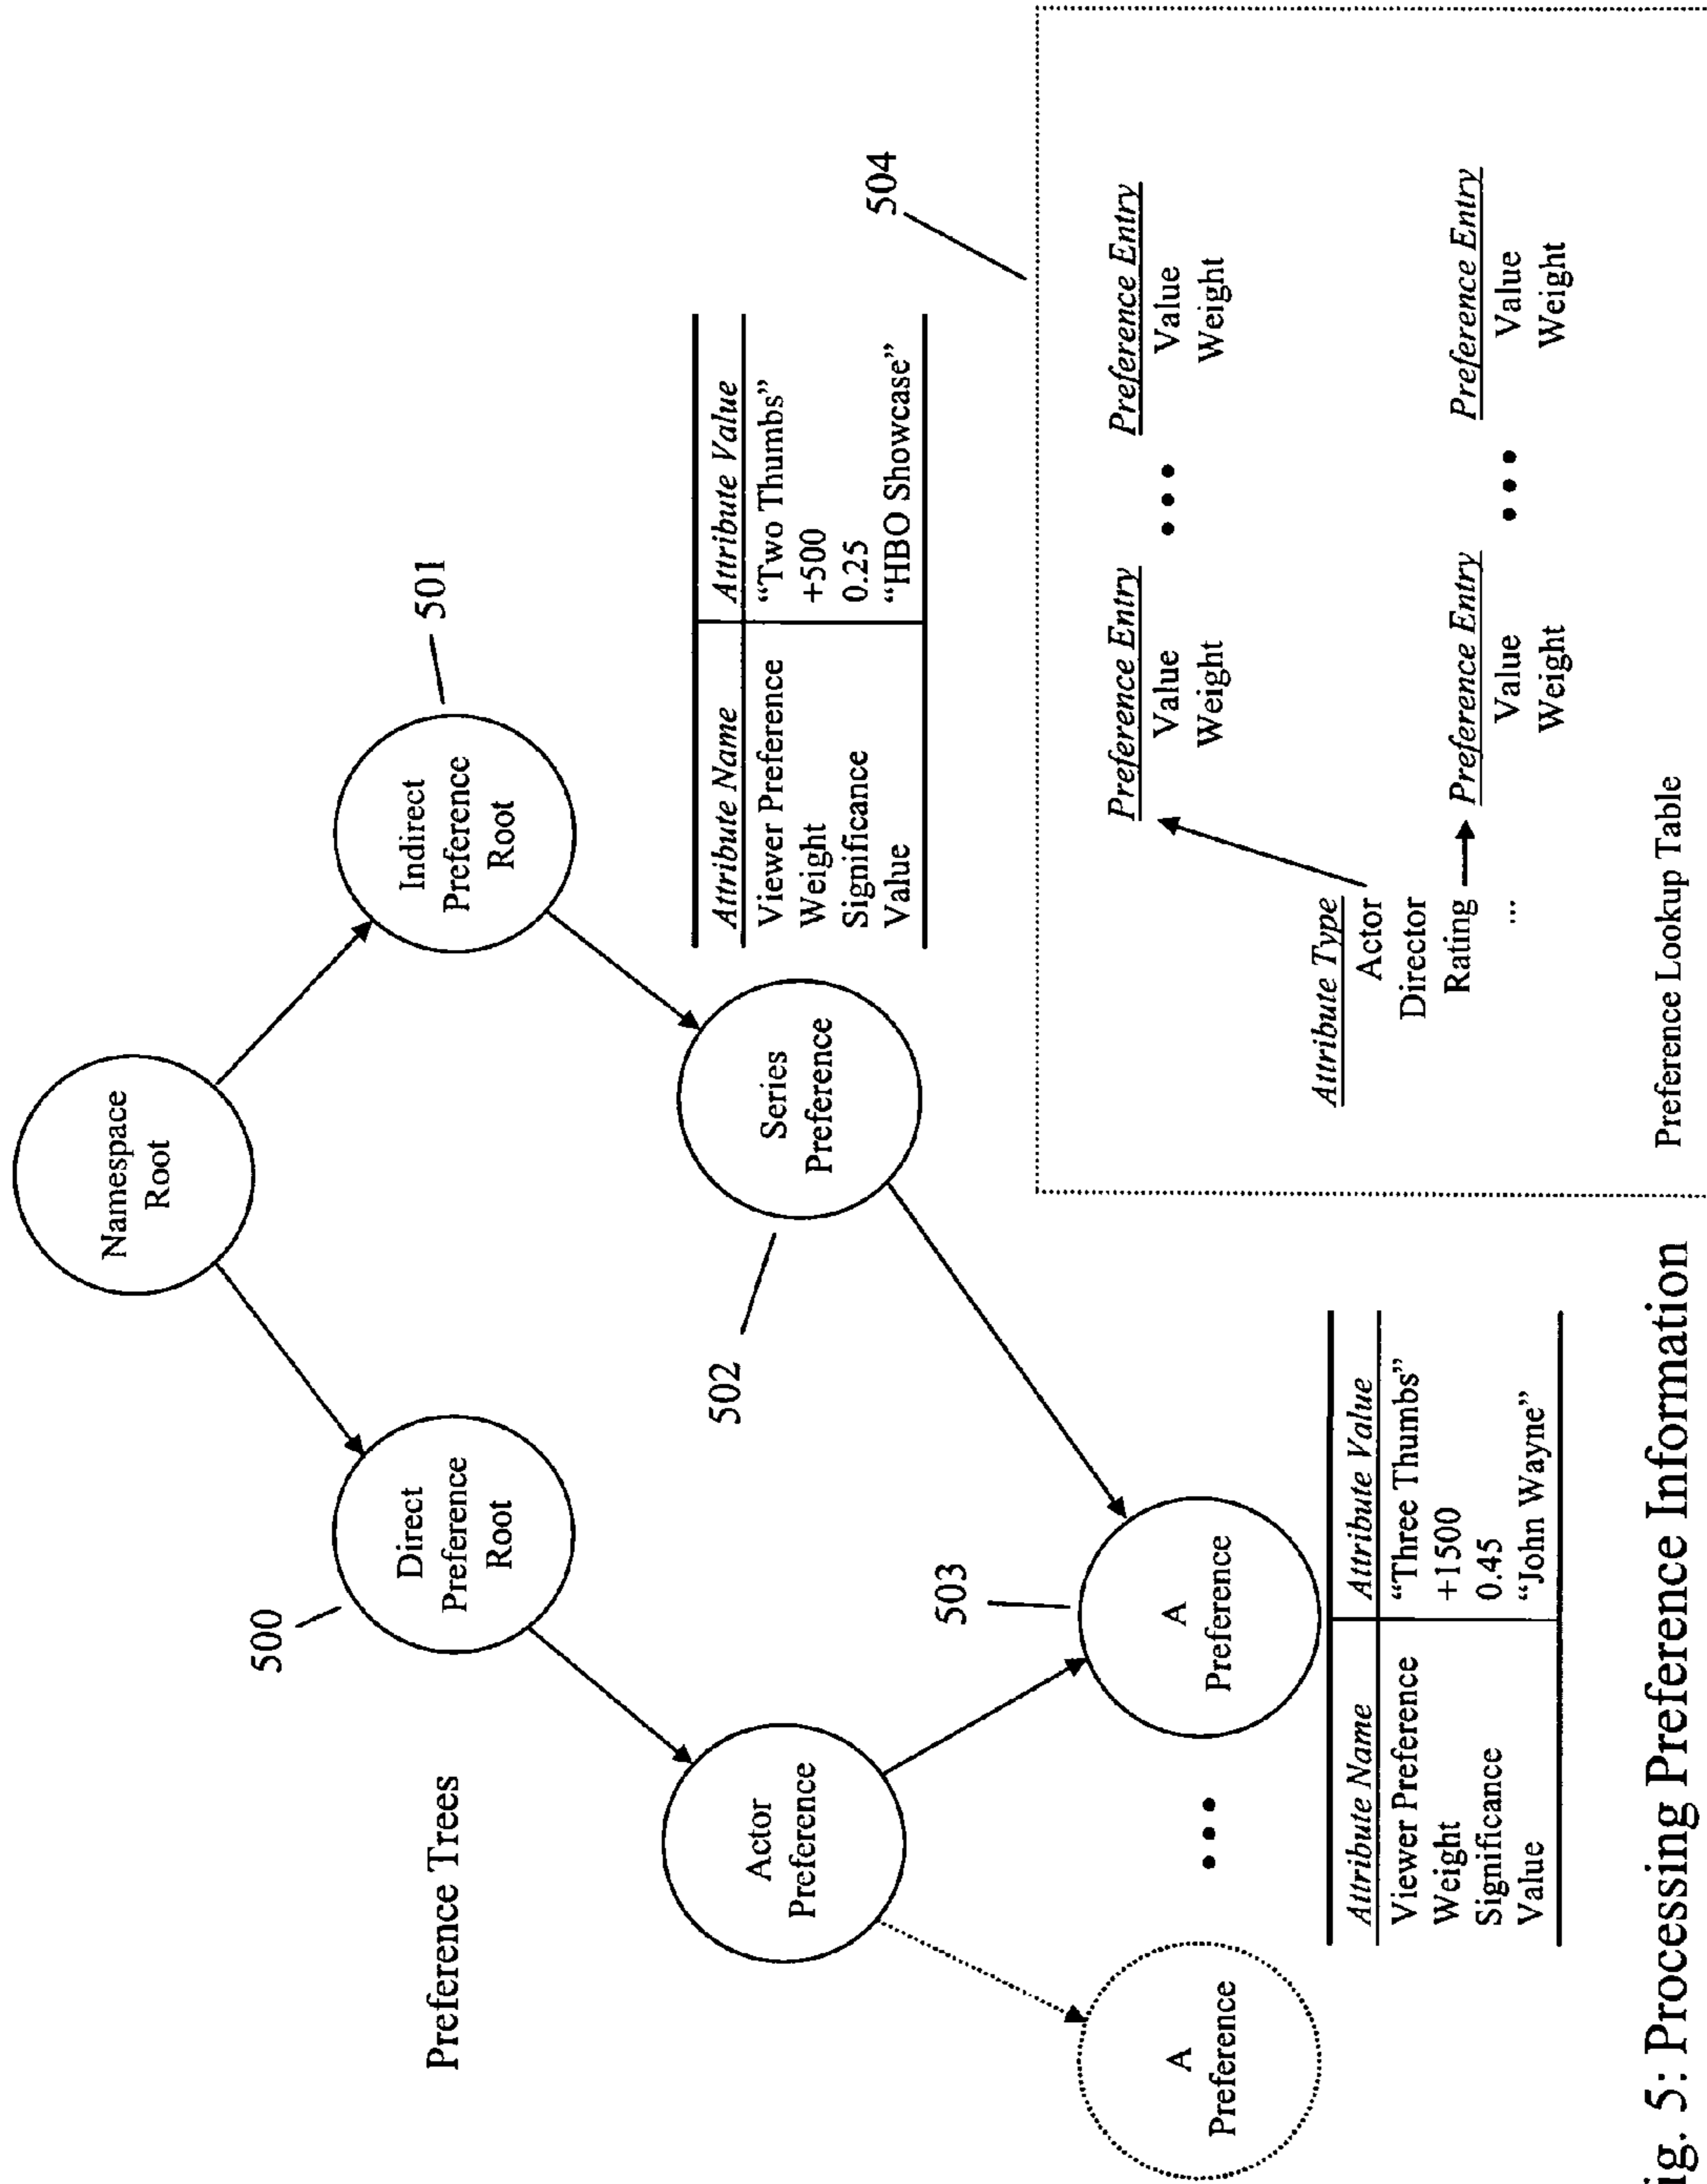 Namespace
Root
Preference Trees
500
Direct
Preference
Root
Indirect
Preference
Root
501
Actor
Preference
502
Series
Preference
Attribute Name Attribute Value
Viewer Preference “Two Thumbs”
Weight +500
Significance 0.25
Value “HBO Showcase”
A
Preference
• • •
503
A
Preference
Attribute Name Attribute Value
Viewer Preference “Three Thumbs”
Weight +1500
Significance 0.45
Value “John Wayne”
504
Attribute Type
Actor
Director
Rating
...
Preference Entry • • • Preference Entry
Value Value
Weight Weight
Preference Entry • • • Preference Entry
Value Value
Weight Weight
Preference Lookup Table
ig. 5: Processing Preference Information